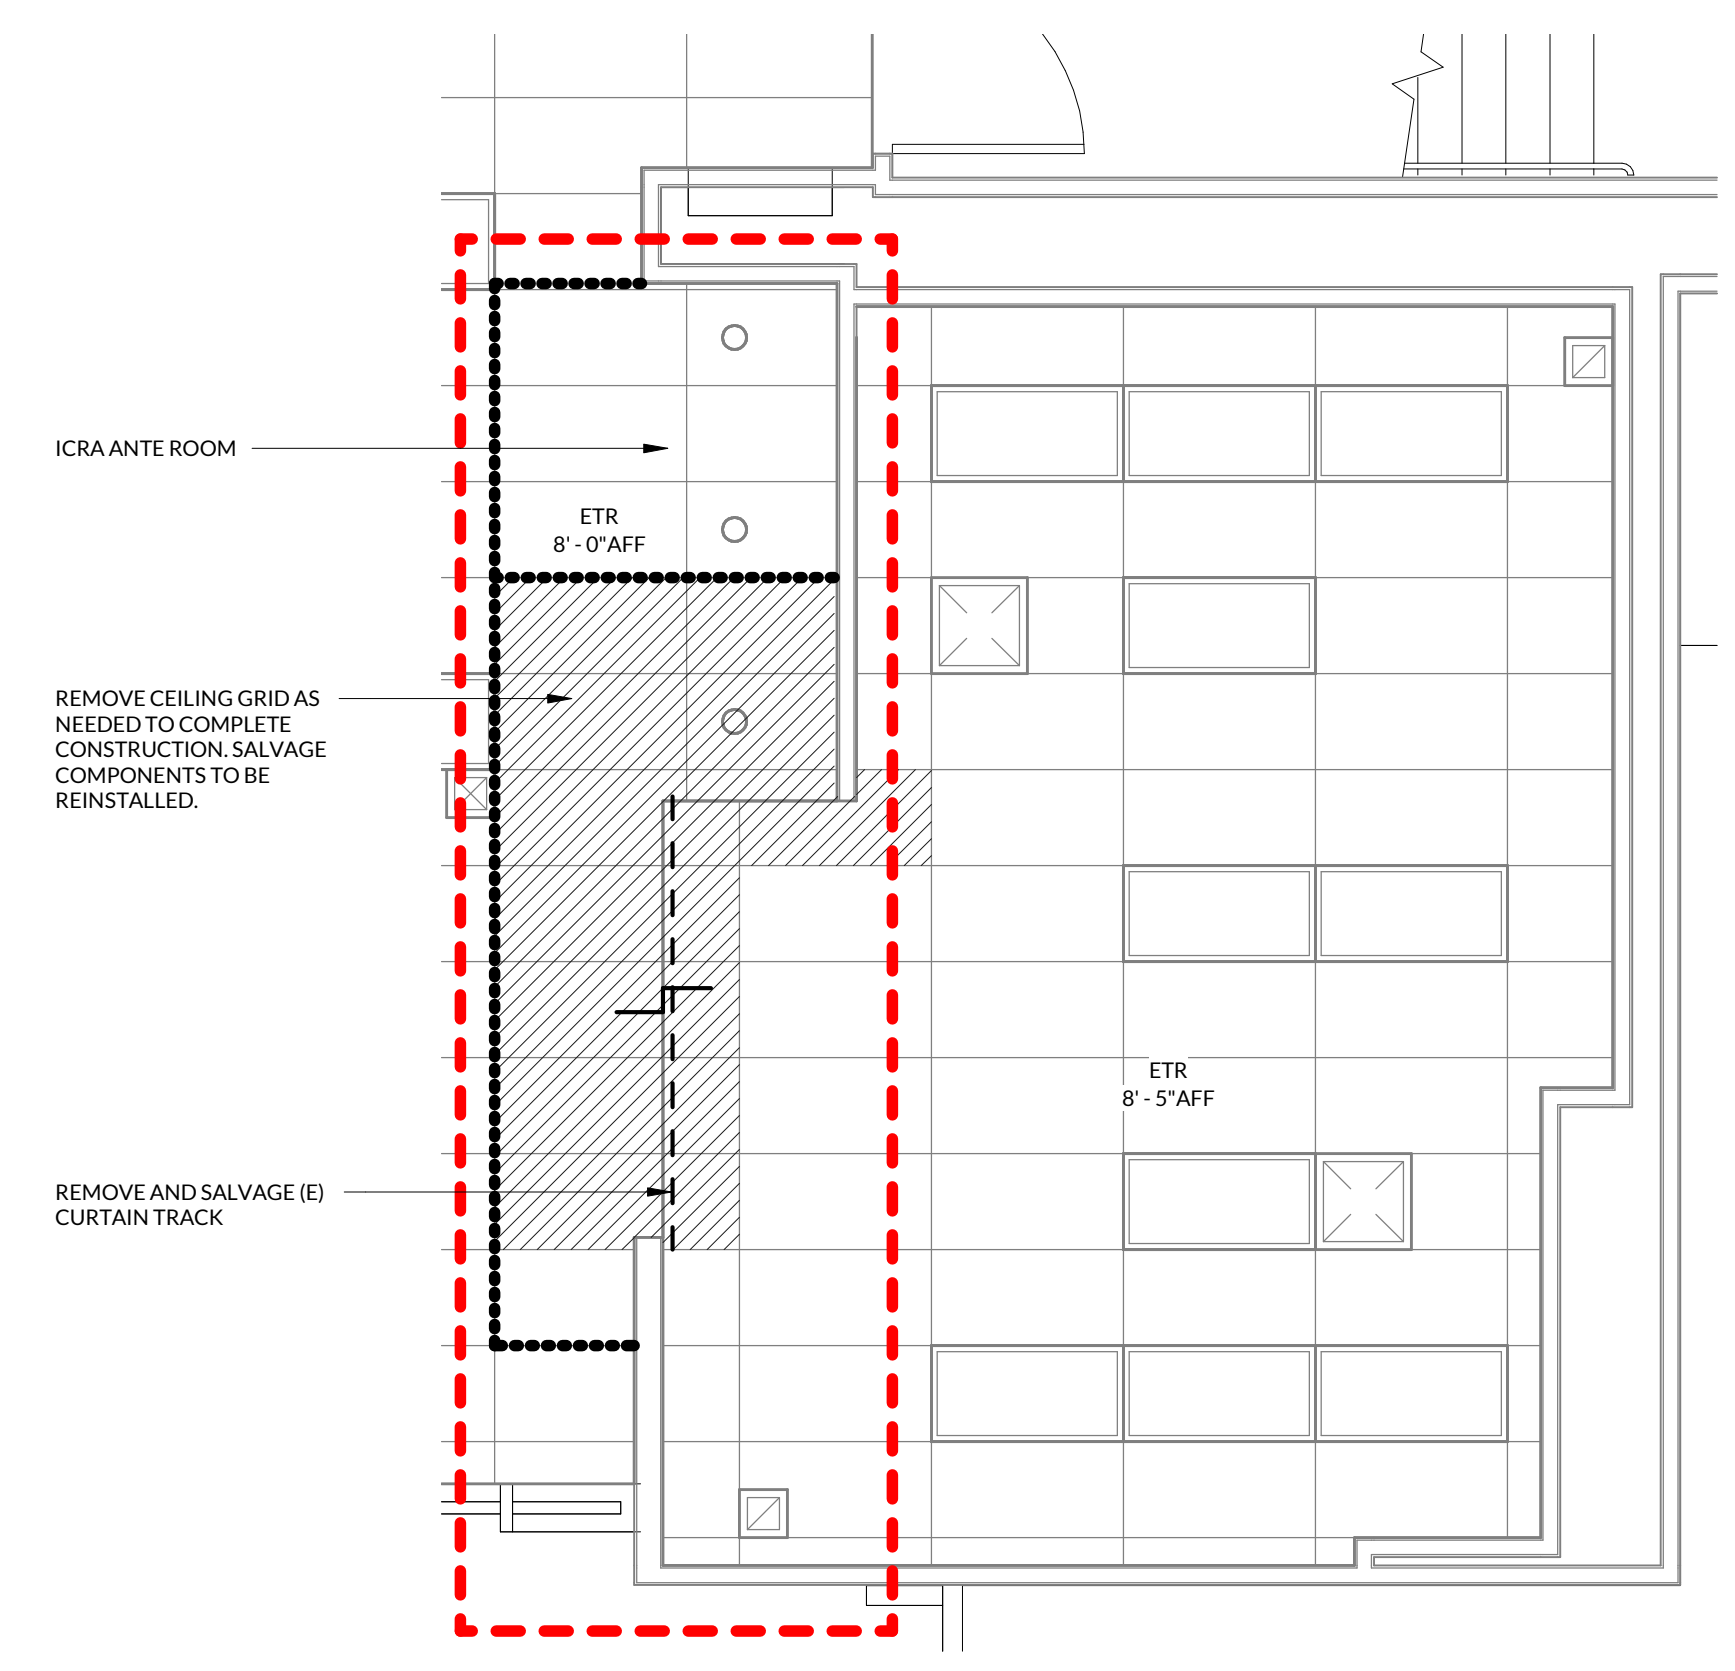 ICRA ANTE ROOM
ETR
8' - 0"AFF
REMOVE CEILING GRID AS
NEEDED TO COMPLETE
CONSTRUCTION. SALVAGE
COMPONENTS TO BE
REINSTALLED.
ETR
8' - 5"AFF
REMOVE AND SALVAGE (E)
CURTAIN TRACK